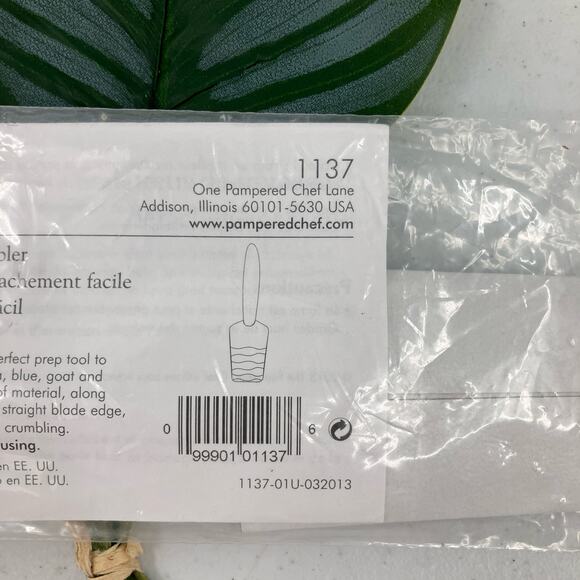 1137
One Pampered Chef Lane
Addison, Illinois 60101-5630 USA
www.pamperedchef.com
bler
achement facile
ícil
erfect prep tool to
a, blue, goat and
of material, along
straight blade edge,
crumbling.
using.
en EE. UU.
o en EE. UU.
0 99901 01137 6
1137-01U-032013